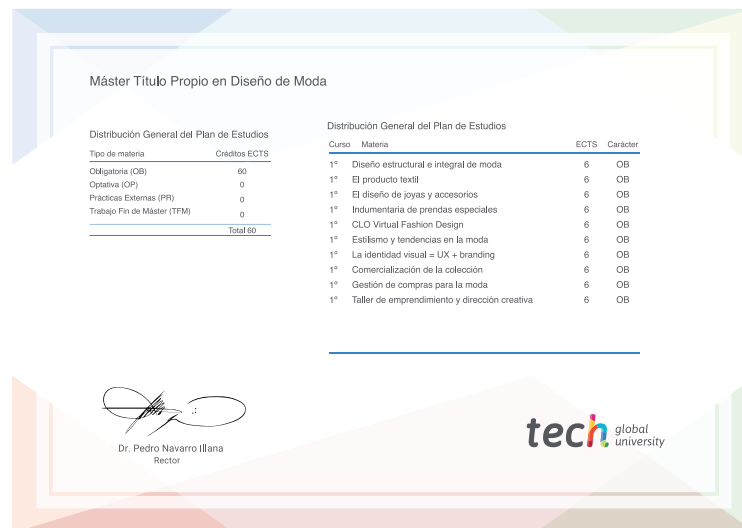 Máster Título Propio en Diseño de Moda
Distribución General del Plan de Estudios
Tipo de materia Créditos ECTS
Obligatoria (OB) 60
Optativa (OP) 0
Prácticas Externas (PR) 0
Trabajo Fin de Máster (TFM) 0
Total 60
Distribución General del Plan de Estudios
Curso Materia ECTS Carácter
1º Diseño estructural e integral de moda 6 OB
1º El producto textil 6 OB
1º El diseño de joyas y accesorios 6 OB
1º Indumentaria de prendas especiales 6 OB
1º CLO Virtual Fashion Design 6 OB
1º Estilismo y tendencias en la moda 6 OB
1º La identidad visual = UX + branding 6 OB
1º Comercialización de la colección 6 OB
1º Gestión de compras para la moda 6 OB
1º Taller de emprendimiento y dirección creativa 6 OB
Dr. Pedro Navarro Illana
Rector
tech global
university